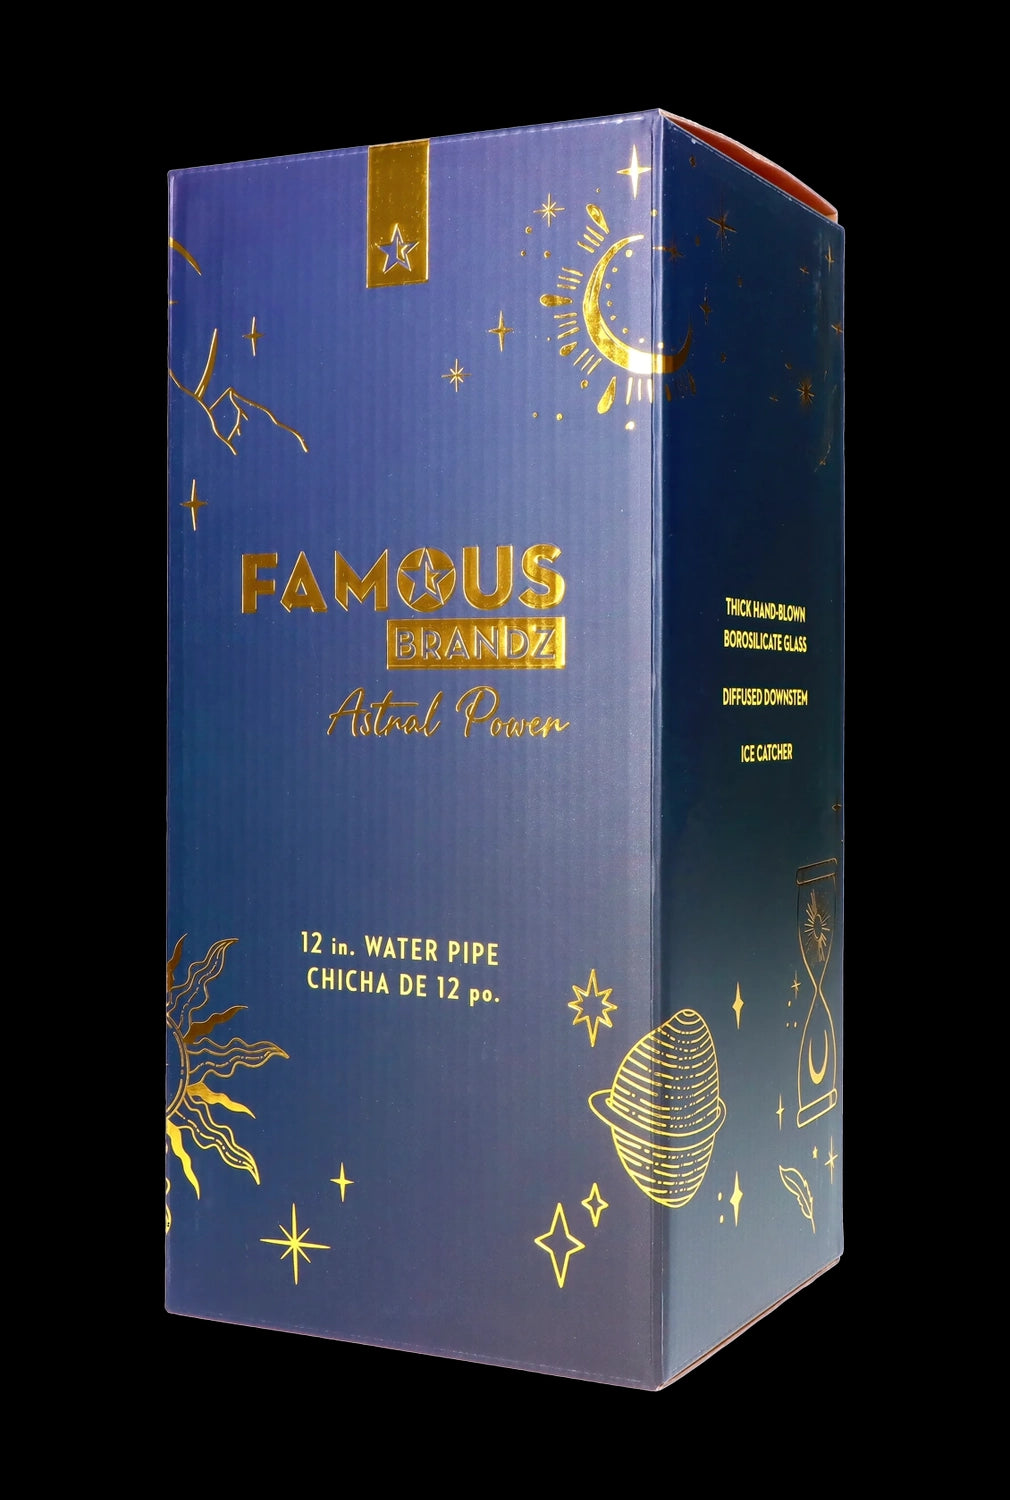 FAMOUS
BRANDZ
Astral Power
12 in. WATER PIPE
CHICHA DE 12 po.
THICK HAND-BLOWN
BOROSILICATE GLASS
DIFFUSED DOWNSTEM
ICE CATCHER